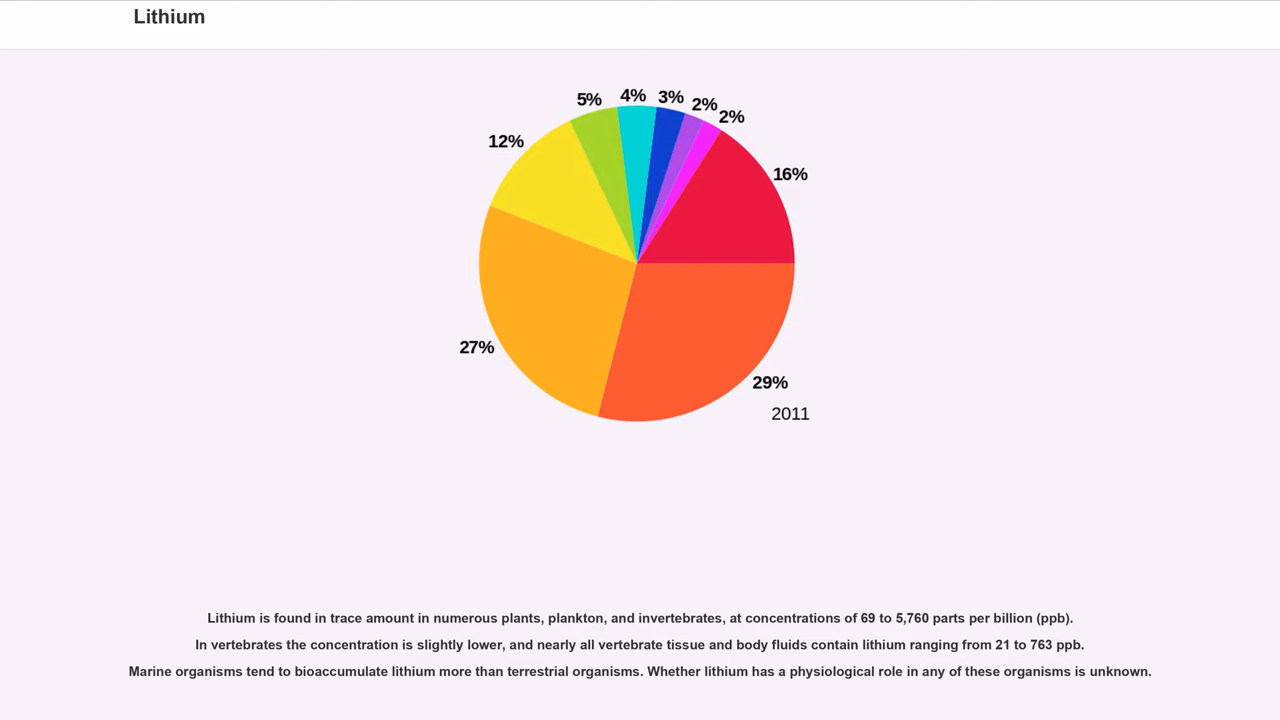 Lithium
5%
4%
3%
2%
2%
12%
16%
27%
29%
2011
Lithium is found in trace amount in numerous plants, plankton, and invertebrates, at concentrations of 69 to 5,760 parts per billion (ppb).
In vertebrates the concentration is slightly lower, and nearly all vertebrate tissue and body fluids contain lithium ranging from 21 to 763 ppb.
Marine organisms tend to bioaccumulate lithium more than terrestrial organisms. Whether lithium has a physiological role in any of these organisms is unknown.